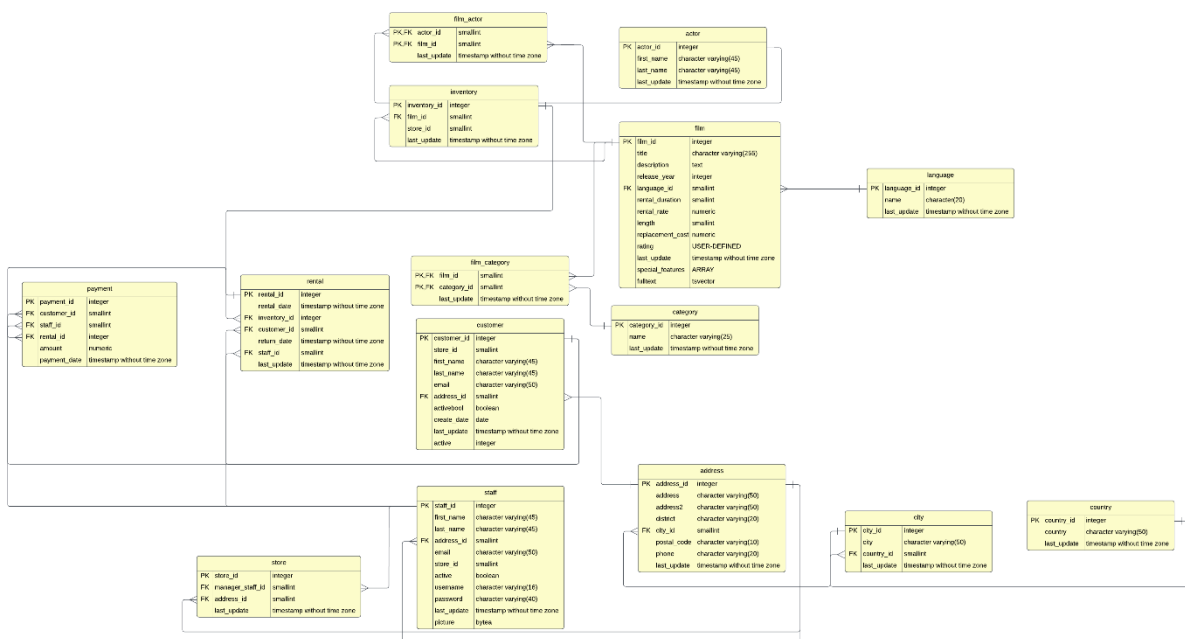 film_actor
PK,FK actor_id smallint
PK,FK film_id smallint
last_update timestamp without time zone
actor
PK actor_id integer
first_name character varying(45)
last_name character varying(45)
last_update timestamp without time zone
inventory
PK inventory_id integer
FK film_id smallint
store_id smallint
last_update timestamp without time zone
film
PK film_id integer
title character varying(255)
description text
release_year integer
FK language_id smallint
rental_duration smallint
rental_rate numeric
length smallint
replacement_cost numeric
rating USER-DEFINED
last_update timestamp without time zone
special_features ARRAY
fulltext tsvector
language
PK language_id integer
name character(20)
last_update timestamp without time zone
film_category
PK,FK film_id smallint
PK,FK category_id smallint
last_update timestamp without time zone
payment
PK payment_id integer
FK customer_id smallint
FK staff_id smallint
FK rental_id integer
amount numeric
payment_date timestamp without time zone
rental
PK rental_id integer
rental_date timestamp without time zone
FK inventory_id integer
FK customer_id smallint
return_date timestamp without time zone
FK staff_id smallint
last_update timestamp without time zone
category
PK category_id integer
name character varying(25)
last_update timestamp without time zone
customer
PK customer_id integer
store_id smallint
first_name character varying(45)
last_name character varying(45)
email character varying(50)
FK address_id smallint
activebool boolean
create_date date
last_update timestamp without time zone
active integer
address
PK address_id integer
address character varying(50)
address2 character varying(50)
district character varying(20)
FK city_id smallint
postal_code character varying(10)
phone character varying(20)
last_update timestamp without time zone
staff
PK staff_id integer
first_name character varying(45)
last_name character varying(45)
FK address_id smallint
email character varying(50)
store_id smallint
active boolean
username character varying(16)
password character varying(40)
last_update timestamp without time zone
picture bytea
country
PK country_id integer
country character varying(50)
last_update timestamp without time zone
city
PK city_id integer
city character varying(50)
FK country_id smallint
last_update timestamp without time zone
store
PK store_id integer
FK manager_staff_id smallint
FK address_id smallint
last_update timestamp without time zone